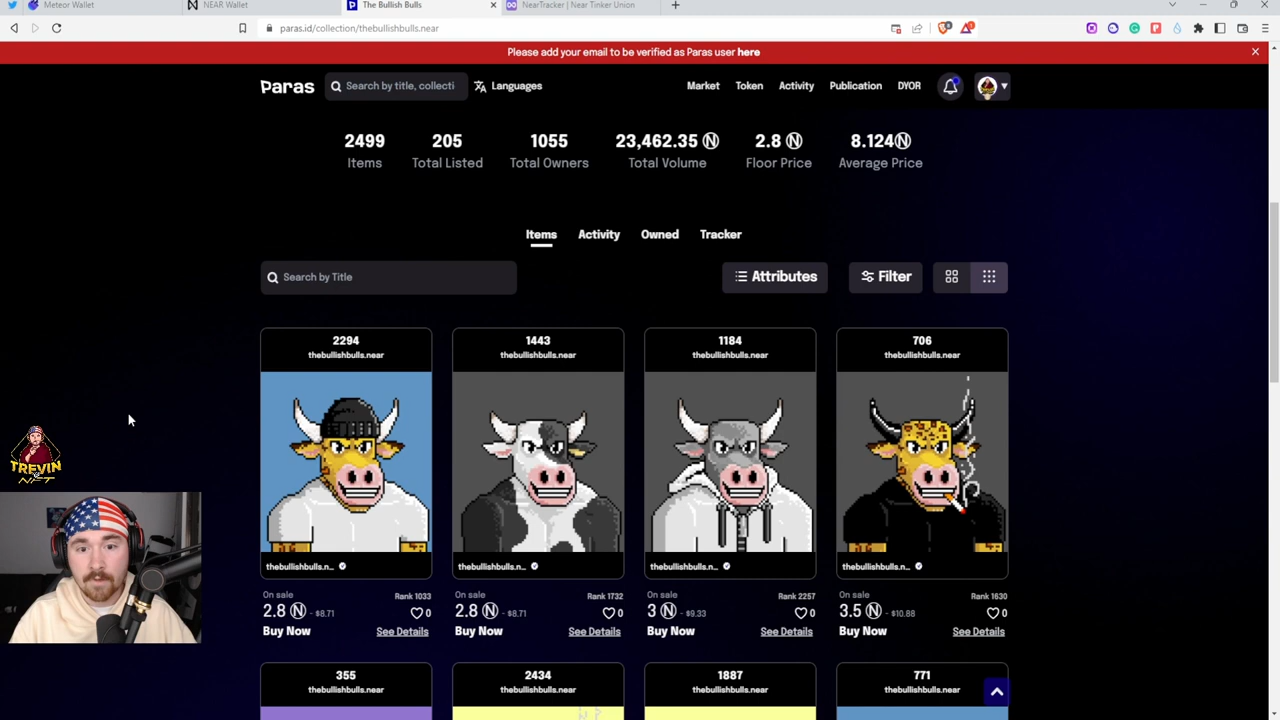 Meteor Wallet
NEAR Wallet
The Bullish Bulls
NearTracker | Near Tinker Union
paras.id/collection/thebullishbulls.near
Please add your email to be verified as Paras user here
Paras
Search by title, collecti
Languages
Market
Token
Activity
Publication
DYOR
2499
Items
205
Total Listed
1055
Total Owners
23,462.35 Ⓝ
Total Volume
2.8 Ⓝ
Floor Price
8.124Ⓝ
Average Price
Items
Activity
Owned
Tracker
Search by Title
Attributes
Filter
2294
thebullishbulls.near
1443
thebullishbulls.near
1184
thebullishbulls.near
706
thebullishbulls.near
TREVIN
NFT
thebullishbulls.n...
thebullishbulls.n...
thebullishbulls.n...
thebullishbulls.n...
On sale
Rank 1033
2.8 Ⓝ - $8.71
0
Buy Now
See Details
On sale
Rank 1732
2.8 Ⓝ - $8.71
0
Buy Now
See Details
On sale
Rank 2257
3 Ⓝ - $9.33
0
Buy Now
See Details
On sale
Rank 1630
3.5 Ⓝ - $10.88
0
Buy Now
See Details
355
thebullishbulls.near
2434
thebullishbulls.near
1887
thebullishbulls.near
771
thebullishbulls.near